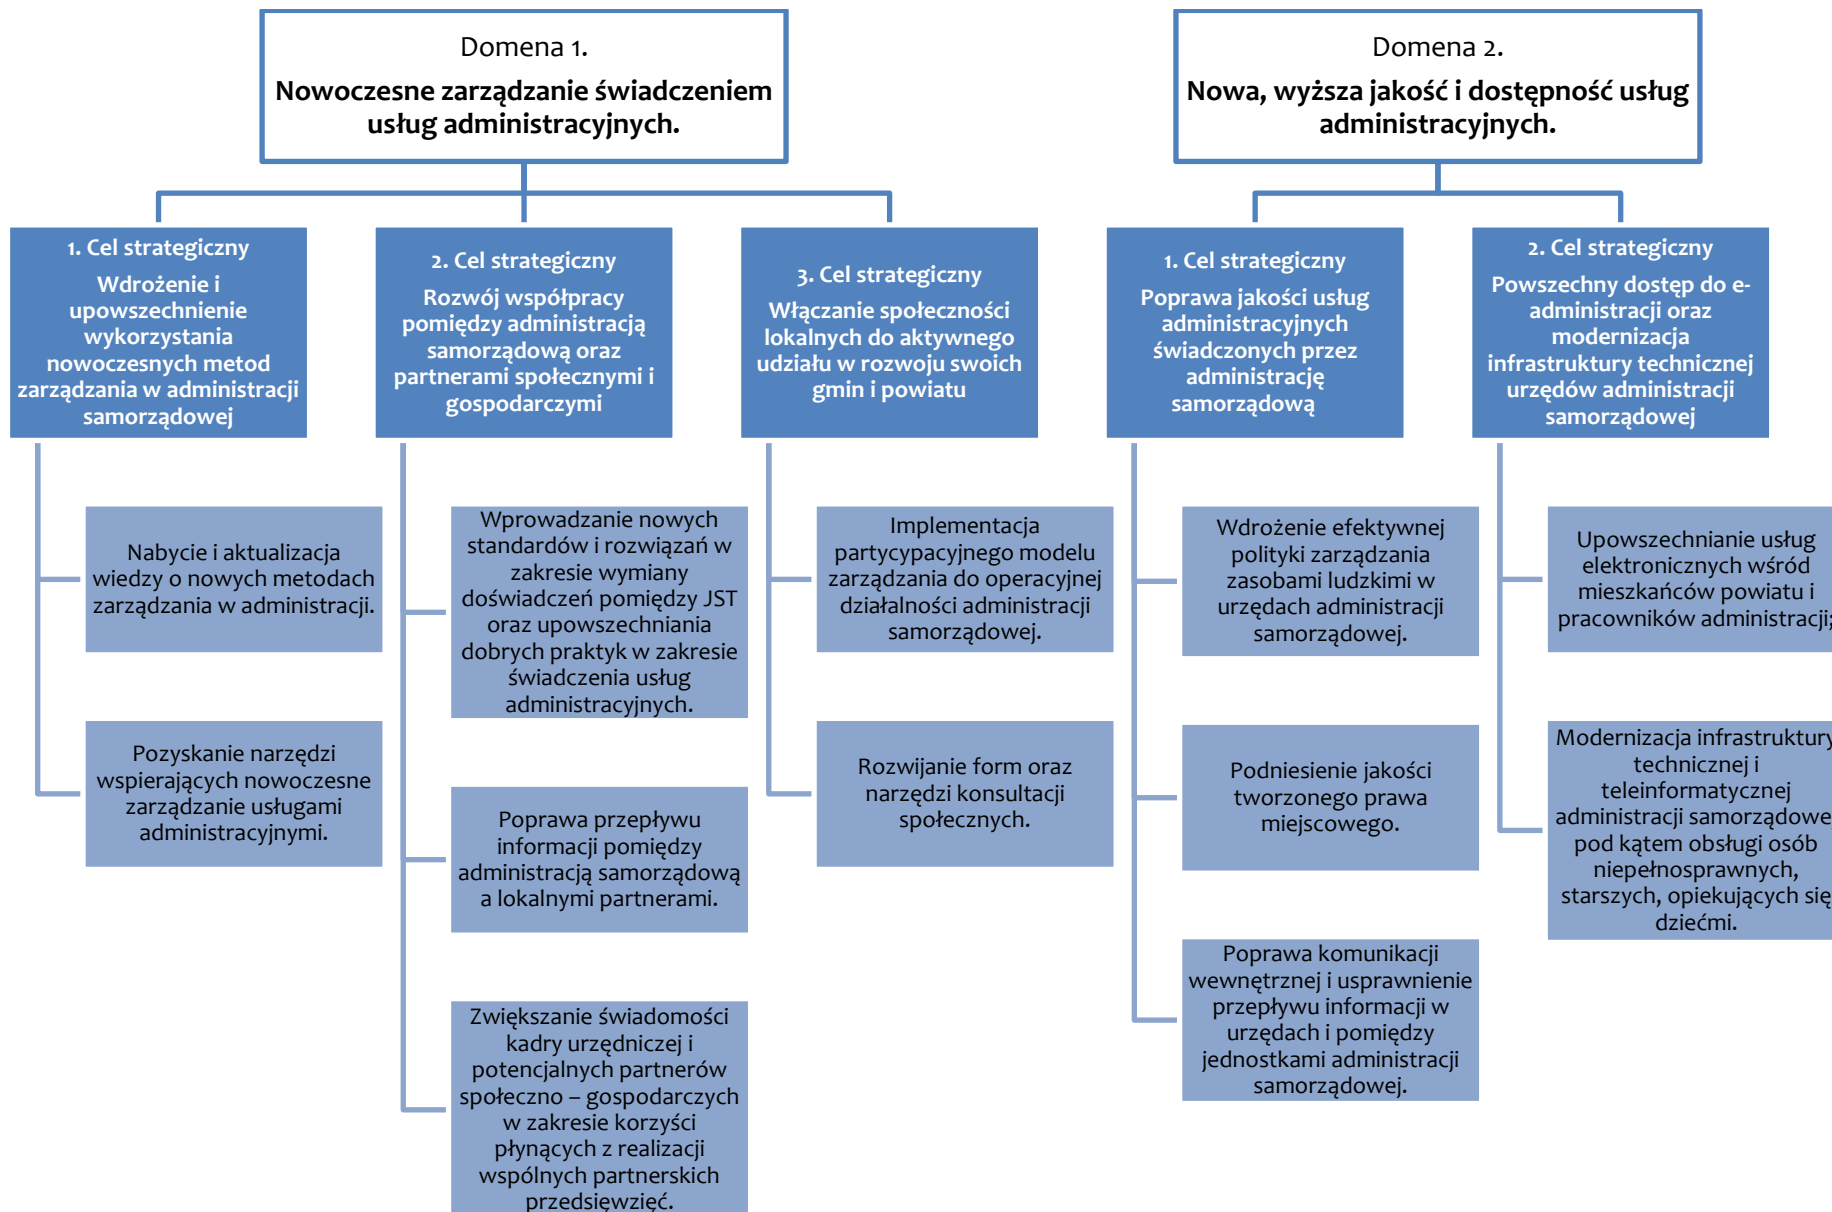 Domena 1.
Nowoczesne zarządzanie świadczeniem
usług administracyjnych.
1. Cel strategiczny
Wdrożenie i
upowszechnienie
wykorzystania
nowoczesnych metod
zarządzania w administracji
samorządowej
Nabycie i aktualizacja
wiedzy o nowych metodach
zarządzania w administracji.
Pozyskanie narzędzi
wspierających nowoczesne
zarządzanie usługami
administracyjnymi.
2. Cel strategiczny
Rozwój współpracy
pomiędzy administracją
samorządową oraz
partnerami społecznymi i
gospodarczymi
Wprowadzanie nowych
standardów i rozwiązań w
zakresie wymiany
doświadczeń pomiędzy JST
oraz upowszechniania
dobrych praktyk w zakresie
świadczenia usług
administracyjnych.
Poprawa przepływu
informacji pomiędzy
administracją samorządową
a lokalnymi partnerami.
Zwiększanie świadomości
kadry urzędniczej i
potencjalnych partnerów
społeczno – gospodarczych
w zakresie korzyści
płynących z realizacji
wspólnych partnerskich
przedsięwzięć.
3. Cel strategiczny
Włączanie społeczności
lokalnych do aktywnego
udziału w rozwoju swoich
gmin i powiatu
Implementacja
partycypacyjnego modelu
zarządzania do operacyjnej
działalności administracji
samorządowej.
Rozwijanie form oraz
narzędzi konsultacji
społecznych.
Domena 2.
Nowa, wyższa jakość i dostępność usług
administracyjnych.
1. Cel strategiczny
Poprawa jakości usług
administracyjnych
świadczonych przez
administrację
samorządową
Wdrożenie efektywnej
polityki zarządzania
zasobami ludzkimi w
urzędach administracji
samorządowej.
Podniesienie jakości
tworzonego prawa
miejscowego.
Poprawa komunikacji
wewnętrznej i usprawnienie
przepływu informacji w
urzędach i pomiędzy
jednostkami administracji
samorządowej.
2. Cel strategiczny
Powszechny dostęp do e-
administracji oraz
modernizacja
infrastruktury technicznej
urzędów administracji
samorządowej
Upowszechnianie usług
elektronicznych wśród
mieszkańców powiatu i
pracowników administracji;
Modernizacja infrastruktury
technicznej i
teleinformatycznej
administracji samorządowe
pod kątem obsługi osób
niepełnosprawnych,
starszych, opiekujących się
dziećmi.